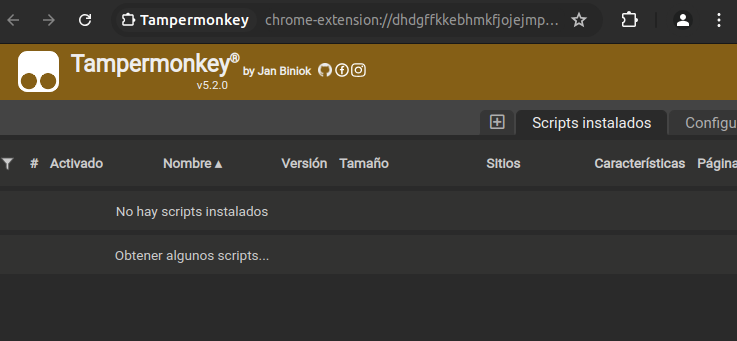 Tampermonkey chrome-extension://dhdgffkkebhmkfjojejmp...
Tampermonkey® by Jan Biniok
v5.2.0
Scripts instalados Configu
# Activado Nombre ▴ Versión Tamaño Sitios Características Página
No hay scripts instalados
Obtener algunos scripts...